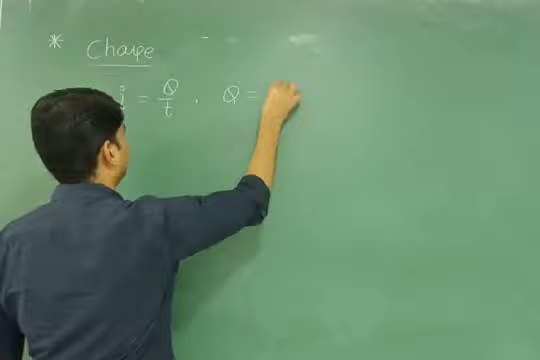 * Charge
i = Q/t , Q =